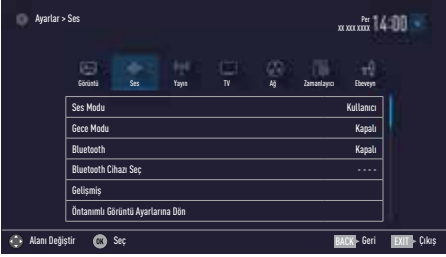 Ayarlar > Ses
Per
xx xxx xxxx 14:00
Görüntü Ses Yayın TV Ağ Zamanlayıcı Ebeveyn
Ses Modu Kullanıcı
Gece Modu Kapalı
Bluetooth Kapalı
Bluetooth Cihazı Seç - - - -
Gelişmiş
Öntanımlı Görüntü Ayarlarına Dön
Alanı Değiştir OK Seç BACK Geri EXIT Çıkış